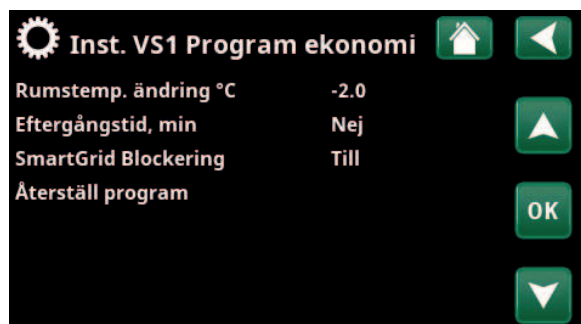 Inst. VS1 Program ekonomi
Rumstemp. ändring °C -2.0
Eftergångstid, min Nej
SmartGrid Blockering Till
Återställ program
OK